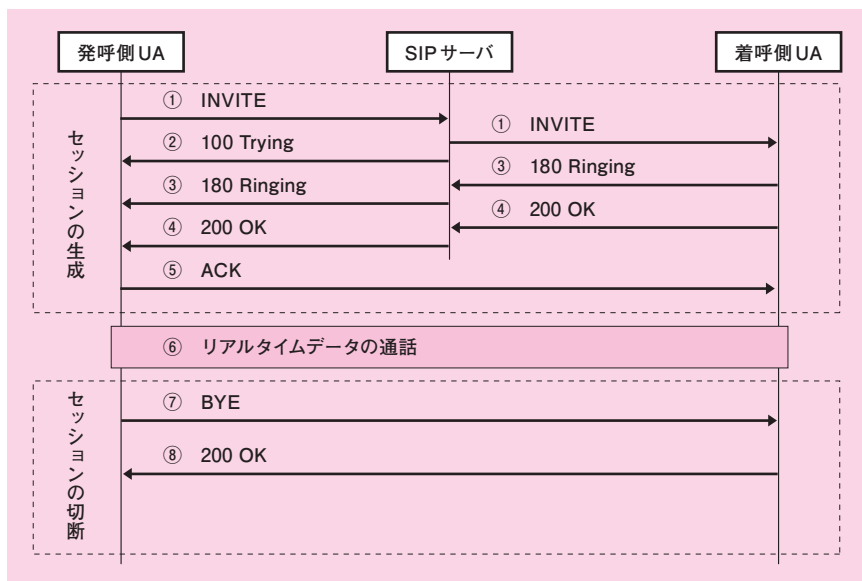 発呼側UA
SIPサーバ
着呼側UA
セッションの生成
① INVITE
① INVITE
② 100 Trying
③ 180 Ringing
③ 180 Ringing
④ 200 OK
④ 200 OK
⑤ ACK
⑥ リアルタイムデータの通話
セッションの切断
⑦ BYE
⑧ 200 OK